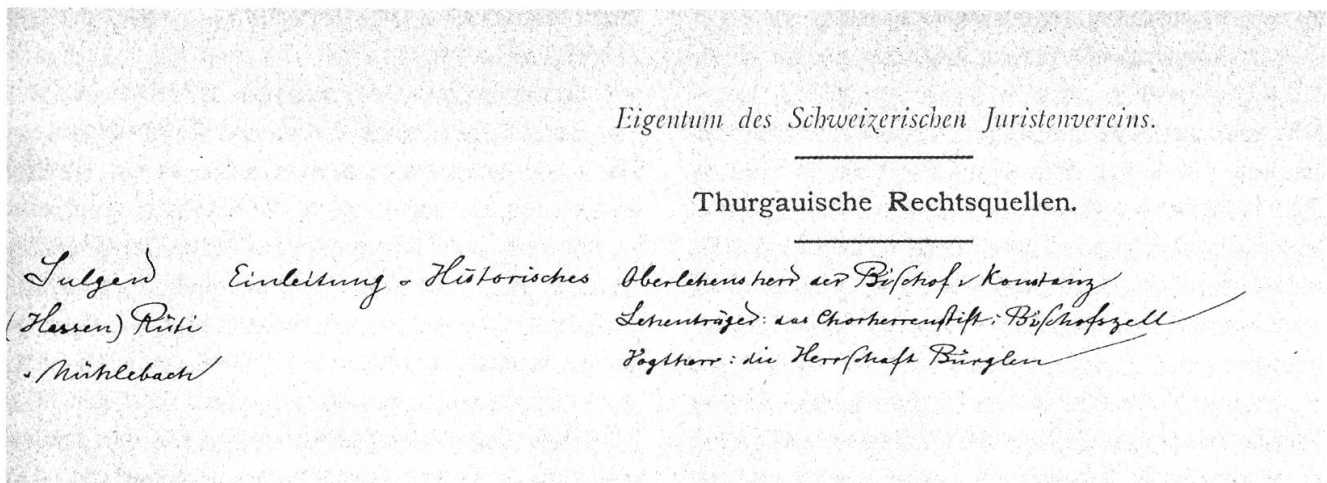 Eigentum des Schweizerischen Juristenvereins.
Thurgauische Rechtsquellen.
Sulgen Einleitung u Historisches Oberlehensherr der Bischof v Konstanz
(Hessen) Rüti Lehenträger: das Chorherrenstift i Bischofszell
u Mühlebach Vogtherr: die Herrschaft Bürglen